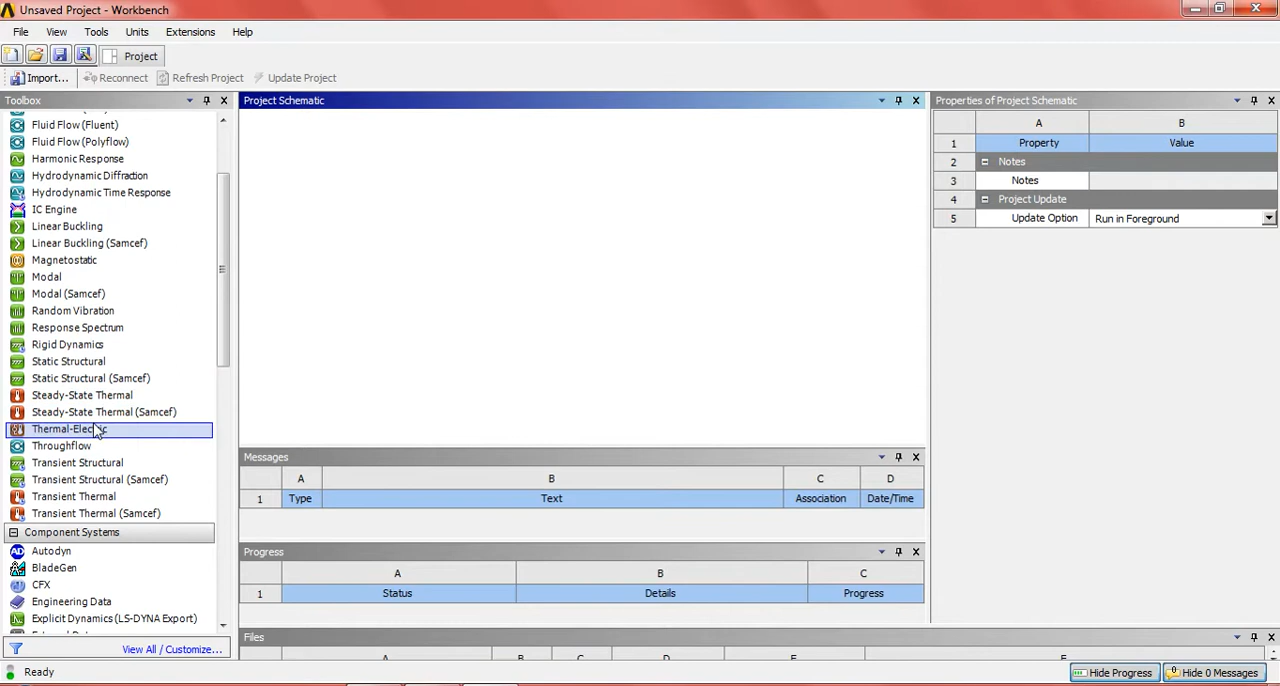 Unsaved Project - Workbench
File View Tools Units Extensions Help
Project
Import... Reconnect Refresh Project Update Project
Toolbox
Fluid Flow (Fluent)
Fluid Flow (Polyflow)
Harmonic Response
Hydrodynamic Diffraction
Hydrodynamic Time Response
IC Engine
Linear Buckling
Linear Buckling (Samcef)
Magnetostatic
Modal
Modal (Samcef)
Random Vibration
Response Spectrum
Rigid Dynamics
Static Structural
Static Structural (Samcef)
Steady-State Thermal
Steady-State Thermal (Samcef)
Thermal-Electric
Throughflow
Transient Structural
Transient Structural (Samcef)
Transient Thermal
Transient Thermal (Samcef)
Component Systems
Autodyn
BladeGen
CFX
Engineering Data
Explicit Dynamics (LS-DYNA Export)
View All / Customize...
Project Schematic
Messages
A B C D
1 Type Text Association Date/Time
Progress
A B C
1 Status Details Progress
Files
Properties of Project Schematic
A B
1 Property Value
2 Notes
3 Notes
4 Project Update
5 Update Option Run in Foreground
Ready
Hide Progress Hide 0 Messages